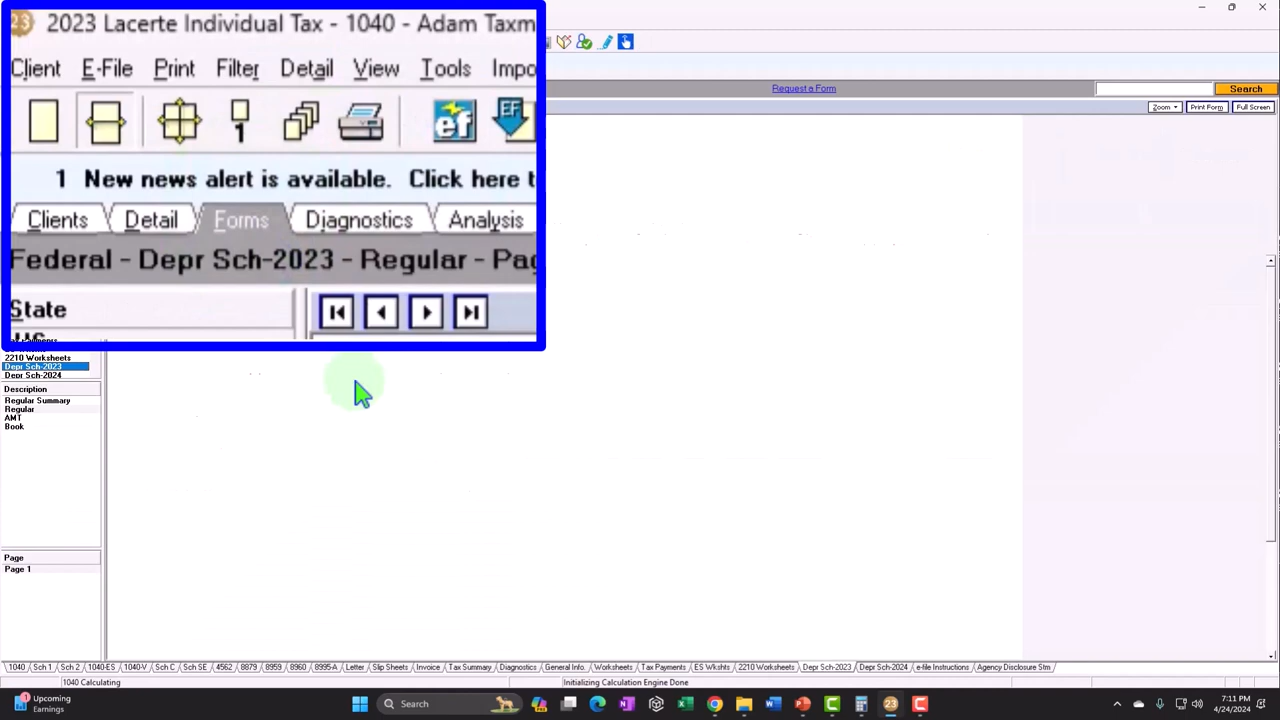 2023 Lacerte Individual Tax - 1040 - Adam Taxm
Client E-File Print Filter Detail View Tools Impo
1 New news alert is available. Click here t
Clients Detail Forms Diagnostics Analysis
Federal - Depr Sch-2023 - Regular - Pag
State
Request a Form
Search
Zoom Print Form Full Screen
2210 Worksheets
Depr Sch-2023
Depr Sch-2024
Description
Regular Summary
Regular
AMT
Book
Page
Page 1
1040 Sch 1 Sch 2 1040-ES 1040-V Sch C Sch SE 4562 8879 8959 8960 8995-A Letter Slip Sheets Invoice Tax Summary Diagnostics General Info. Worksheets Tax Payments ES Wkshts 2210 Worksheets Depr Sch-2023 Depr Sch-2024 e-file Instructions Agency Disclosure Stm
1040 Calculating
Initializing Calculation Engine Done
Upcoming
Earnings
Search
7:11 PM
4/24/2024